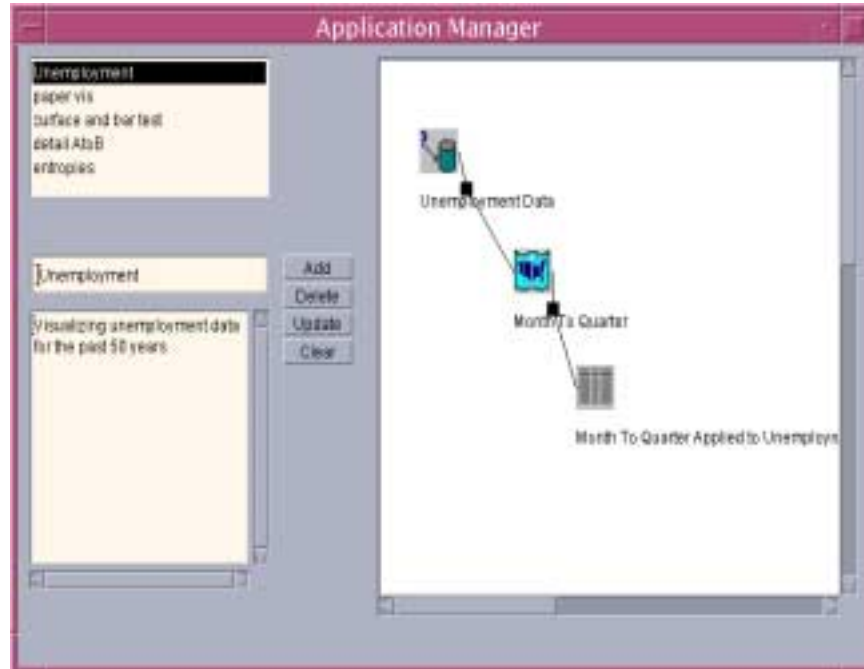 Application Manager
Unemployment
paper vis
surface and bar test
detail A to B
entropies
Unemployment
Add
Delete
Update
Clear
Visualizing unemployment data
for the past 50 years
Unemployment Data
Month To Quarter
Month To Quarter Applied to Unemploym